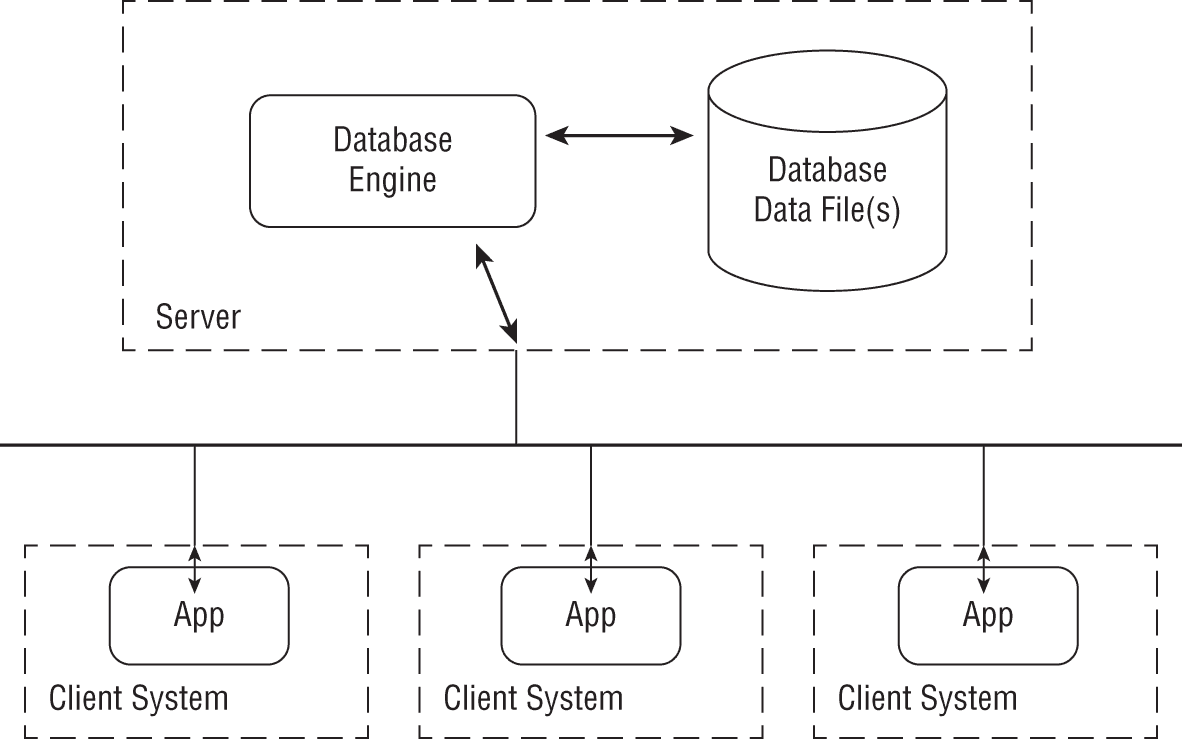 Database
Engine
Database
Data File(s)
Server
App
Client System
App
Client System
App
Client System